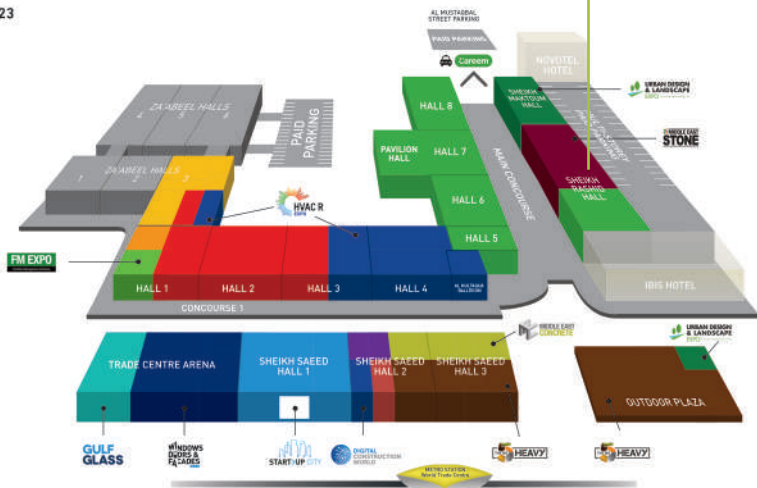 23
AL MUSTAQBAL
STREET PARKING
PAID PARKING
Careem
NOVOTEL
HOTEL
ZA'ABEEL HALLS
4
5
6
PAID
PARKING
HALL 8
SHEIKH
MAKTOUM
HALL
URBAN DESIGN
& LANDSCAPE
EXPO
PAVILION
HALL
HALL 7
MAIN CONCOURSE
MIDDLE EAST
STONE
ZA'ABEEL HALLS
1
2
3
SHEIKH
RASHID
HALL
HVAC R
EXPO
HALL 6
HALL 5
FM EXPO
HALL 1
HALL 2
HALL 3
HALL 4
IBIS HOTEL
CONCOURSE 1
MIDDLE EAST
CONCRETE
URBAN DESIGN
& LANDSCAPE
EXPO
TRADE CENTRE ARENA
SHEIKH SAEED
HALL 1
SHEIKH SAEED
HALL 2
SHEIKH SAEED
HALL 3
OUTDOOR PLAZA
GULF
GLASS
WINDOWS
DOORS &
FACADES
START UP CITY
DIGITAL
CONSTRUCTION
WORLD
HEAVY
HEAVY
METRO STATION
World Trade Centre